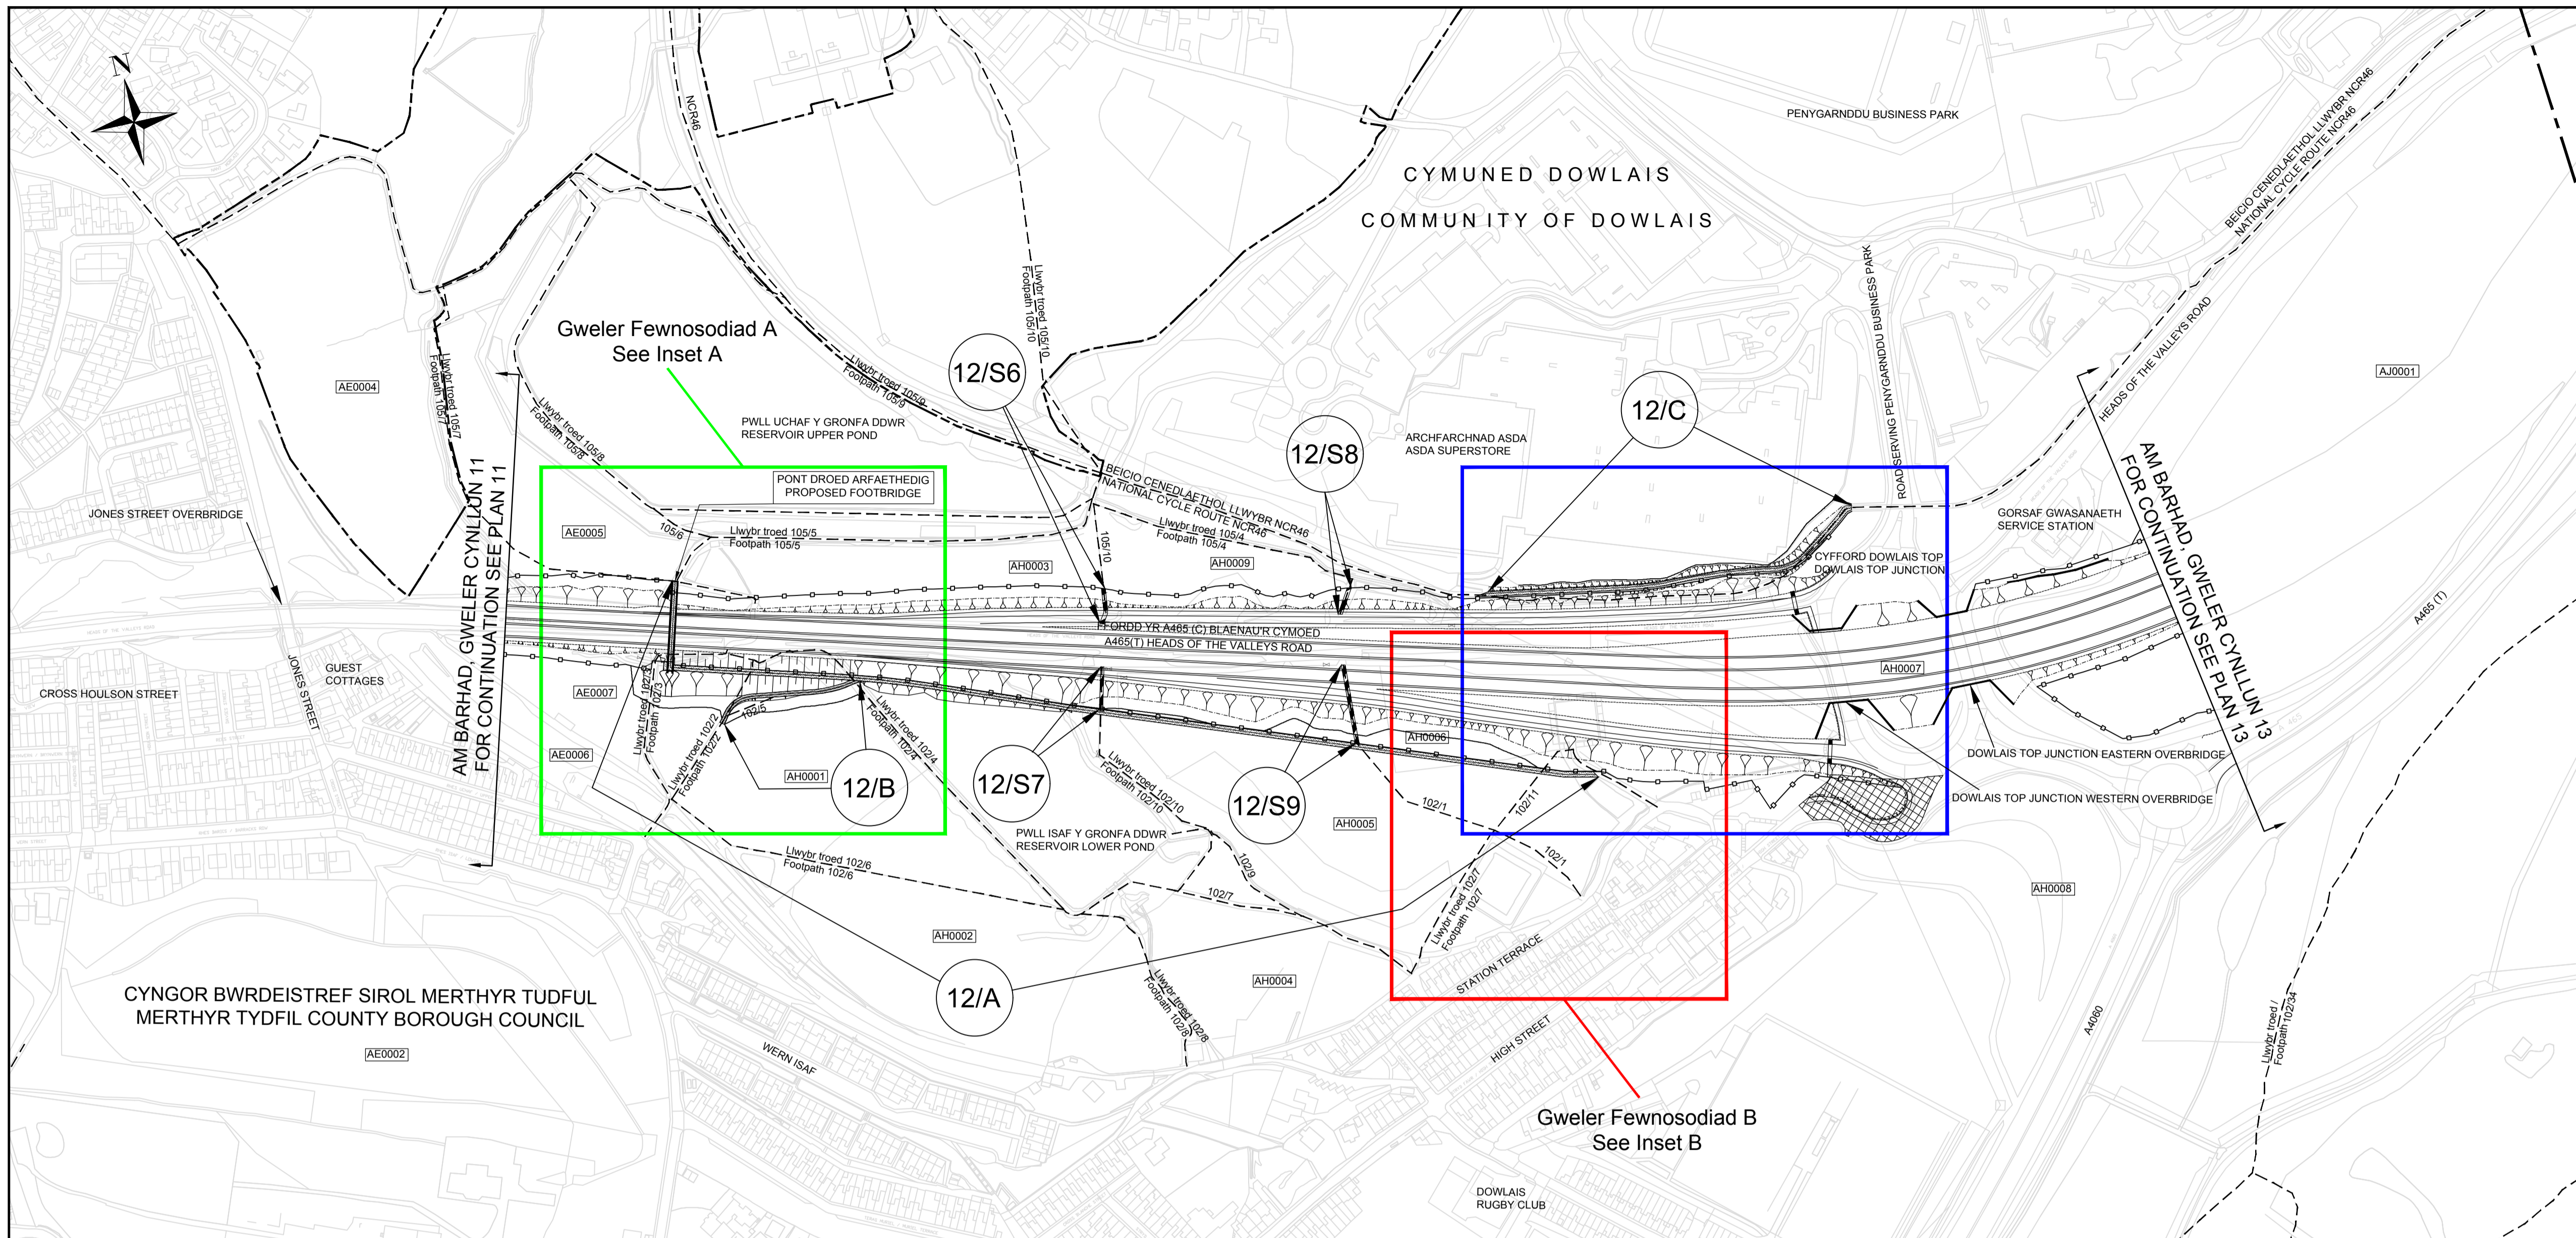 N
NCR46
PENYGARNDDU BUSINESS PARK
BEICIO CENEDLAETHOL LLWYBR NCR46
NATIONAL CYCLE ROUTE NCR46
CYMUNED DOWLAIS
COMMUNITY OF DOWLAIS
Llwybr troed 105/10
Footpath 105/10
ROAD SERVING PENYGARNDDU BUSINESS PARK
Gweler Fewnosodiad A
See Inset A
HEADS OF THE VALLEYS ROAD
Llwybr troed 105/7
Footpath 105/7
AE0004
Llwybr troed 105/9
Footpath 105/9
12/S6
12/C
AJ0001
Llwybr troed 105/8
Footpath 105/8
PWLL UCHAF Y GRONFA DDWR
RESERVOIR UPPER POND
12/S8
ARCHFARCHNAD ASDA
ASDA SUPERSTORE
AM BARHAD, GWELER CYNLLUN 11
FOR CONTINUATION SEE PLAN 11
PONT DROED ARFAETHEDIG
PROPOSED FOOTBRIDGE
BEICIO CENEDLAETHOL LLWYBR NCR46
NATIONAL CYCLE ROUTE NCR46
AM BARHAD, GWELER CYNLLUN 13
FOR CONTINUATION SEE PLAN 13
JONES STREET OVERBRIDGE
GORSAF GWASANAETH
SERVICE STATION
AE0005
105/6
Llwybr troed 105/5
Footpath 105/5
105/10
Llwybr troed 105/4
Footpath 105/4
AH0003
AH0009
CYFFORD DOWLAIS TOP
DOWLAIS TOP JUNCTION
A465 (T)
HEADS OF THE VALLEYS ROAD
FFORDD YR A465 (C) BLAENAU'R CYMOED
A465(T) HEADS OF THE VALLEYS ROAD
JONES STREET
GUEST
COTTAGES
CROSS HOULSON STREET
AE0007
Llwybr troed 102/3
Footpath 102/3
102/5
AH0007
Llwybr troed 102/2
Footpath 102/2
Llwybr troed 102/4
Footpath 102/4
AE0006
AH0001
12/B
12/S7
Llwybr troed 102/10
Footpath 102/10
12/S9
AH0006
DOWLAIS TOP JUNCTION EASTERN OVERBRIDGE
DOWLAIS TOP JUNCTION WESTERN OVERBRIDGE
102/1
102/11
PWLL ISAF Y GRONFA DDWR
RESERVOIR LOWER POND
AH0005
Llwybr troed 102/6
Footpath 102/6
102/9
102/1
102/7
Llwybr troed 102/7
Footpath 102/7
AH0008
AH0002
STATION TERRACE
AH0004
12/A
CYNGOR BWRDEISTREF SIROL MERTHYR TUDFUL
MERTHYR TYDFIL COUNTY BOROUGH COUNCIL
Llwybr troed 102/8
Footpath 102/8
AE0002
WERN ISAF
HIGH STREET
A4060
Llwybr troed /
Footpath 102/34
Gweler Fewnosodiad B
See Inset B
DOWLAIS
RUGBY CLUB